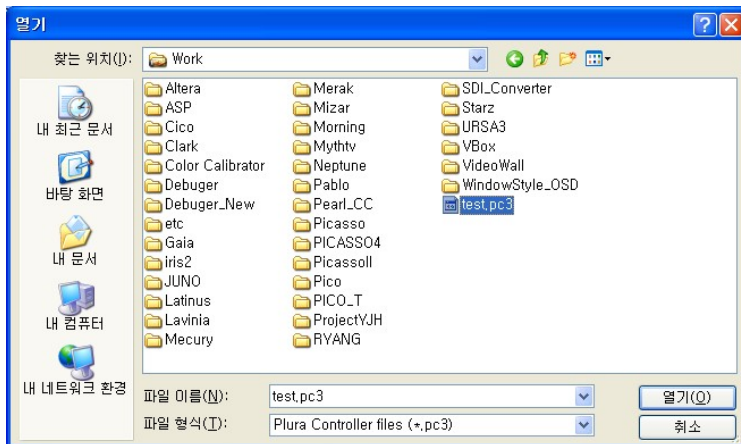 열기
찾는 위치(I):
Work
내 최근 문서
바탕 화면
내 문서
내 컴퓨터
내 네트워크 환경
Altera
ASP
Cico
Clark
Color Calibrator
Debuger
Debuger_New
etc
Gaia
iris2
JUNO
Latinus
Lavinia
Mecury
Merak
Mizar
Morning
Mythtv
Neptune
Pablo
Pearl_CC
Picasso
PICASSO4
PicassoII
Pico
PICO_T
ProjectYJH
RYANG
SDI_Converter
Starz
URSA3
VBox
VideoWall
WindowStyle_OSD
test.pc3
파일 이름(N):
test.pc3
열기(O)
파일 형식(T):
Plura Controller files (*.pc3)
취소